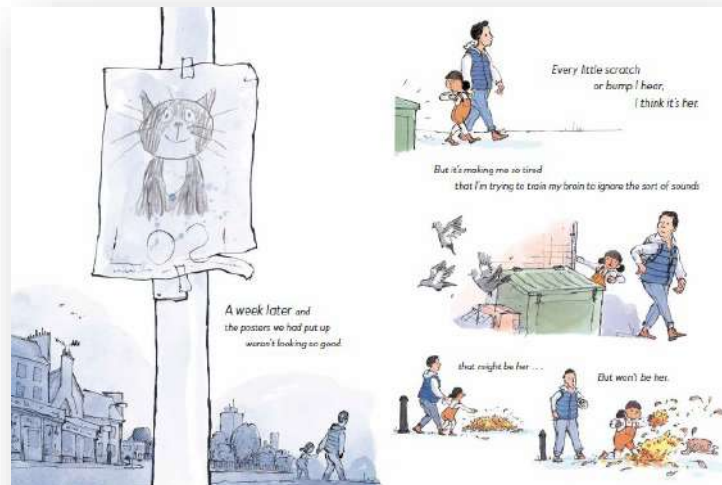 A week later and
the posters we had put up
weren't looking so good.
Every little scratch
or bump I hear,
I think it's her.
But it's making me so tired
that I'm trying to train my brain to ignore the sort of sounds
that might be her . . .
But won't be her.